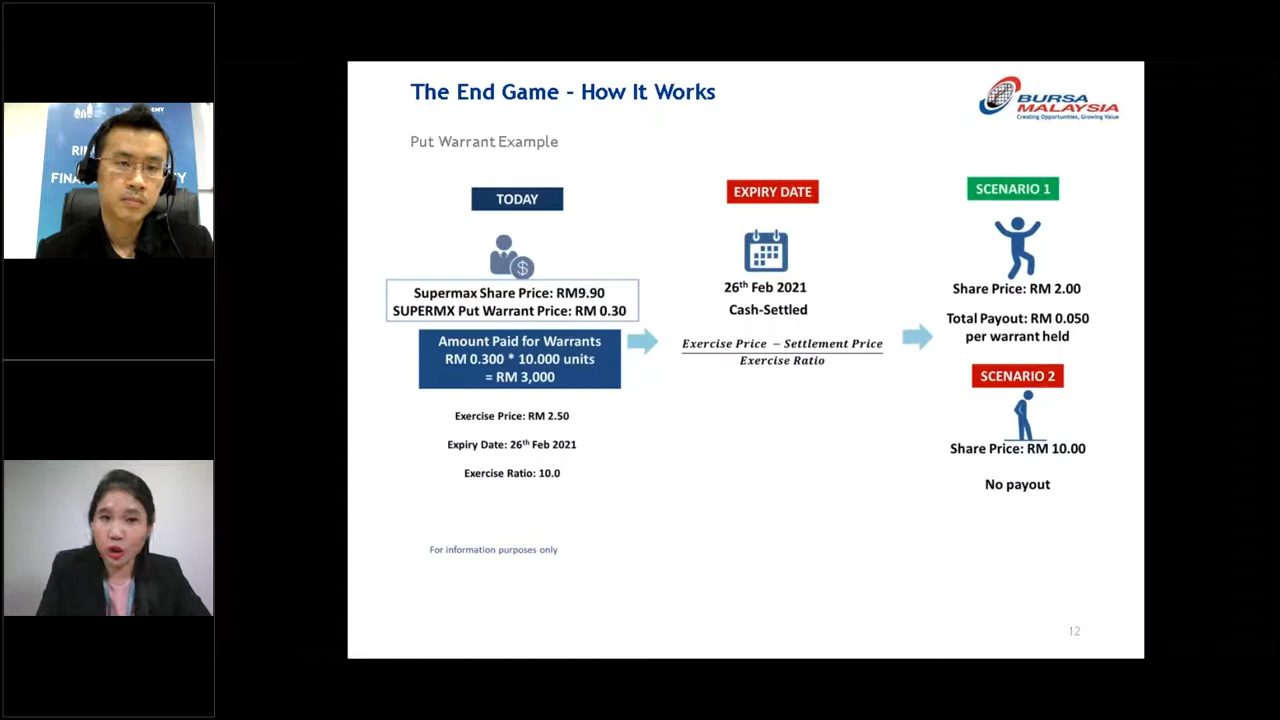 The End Game - How It Works
BURSA
MALAYSIA
Creating Opportunities, Growing Value
Put Warrant Example
TODAY
Supermax Share Price: RM9.90
SUPERMX Put Warrant Price: RM 0.30
Amount Paid for Warrants
RM 0.300 * 10.000 units
= RM 3,000
Exercise Price: RM 2.50
Expiry Date: 26th Feb 2021
Exercise Ratio: 10.0
EXPIRY DATE
26th Feb 2021
Cash-Settled
Exercise Price − Settlement Price
Exercise Ratio
SCENARIO 1
Share Price: RM 2.00
Total Payout: RM 0.050
per warrant held
SCENARIO 2
Share Price: RM 10.00
No payout
For information purposes only
12